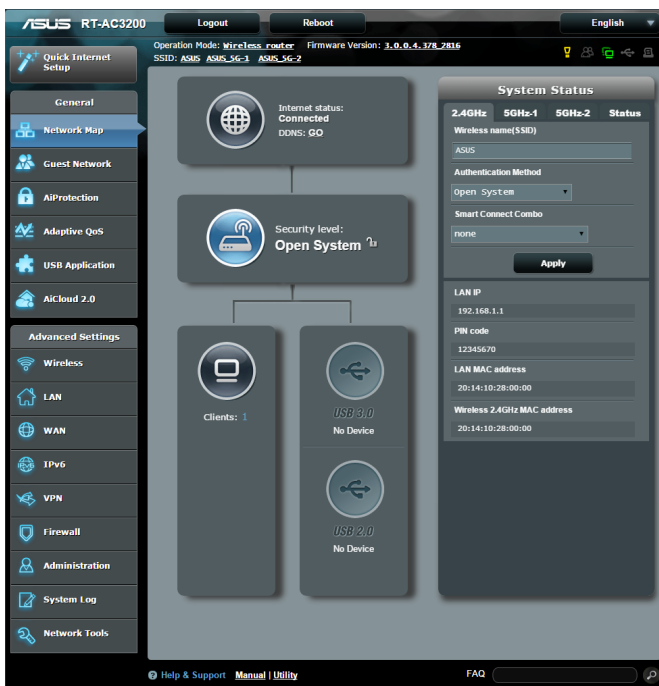 ASUS RT-AC3200
Logout
Reboot
English
Quick Internet
Setup
Operation Mode: Wireless router Firmware Version: 3.0.0.4.378_2816
SSID: ASUS ASUS_5G-1 ASUS_5G-2
General
Network Map
Guest Network
AiProtection
Adaptive QoS
USB Application
AiCloud 2.0
Advanced Settings
Wireless
LAN
WAN
IPv6
IPv6
VPN
Firewall
Administration
System Log
Network Tools
Internet status:
Connected
DDNS: GO
Security level:
Open System
Clients: 1
USB 3.0
No Device
USB 2.0
No Device
System Status
2.4GHz 5GHz-1 5GHz-2 Status
Wireless name(SSID)
ASUS
Authentication Method
Open System
Smart Connect Combo
none
Apply
LAN IP
192.168.1.1
PIN code
12345670
LAN MAC address
20:14:10:28:00:00
Wireless 2.4GHz MAC address
20:14:10:28:00:00
? Help & Support Manual | Utility
FAQ